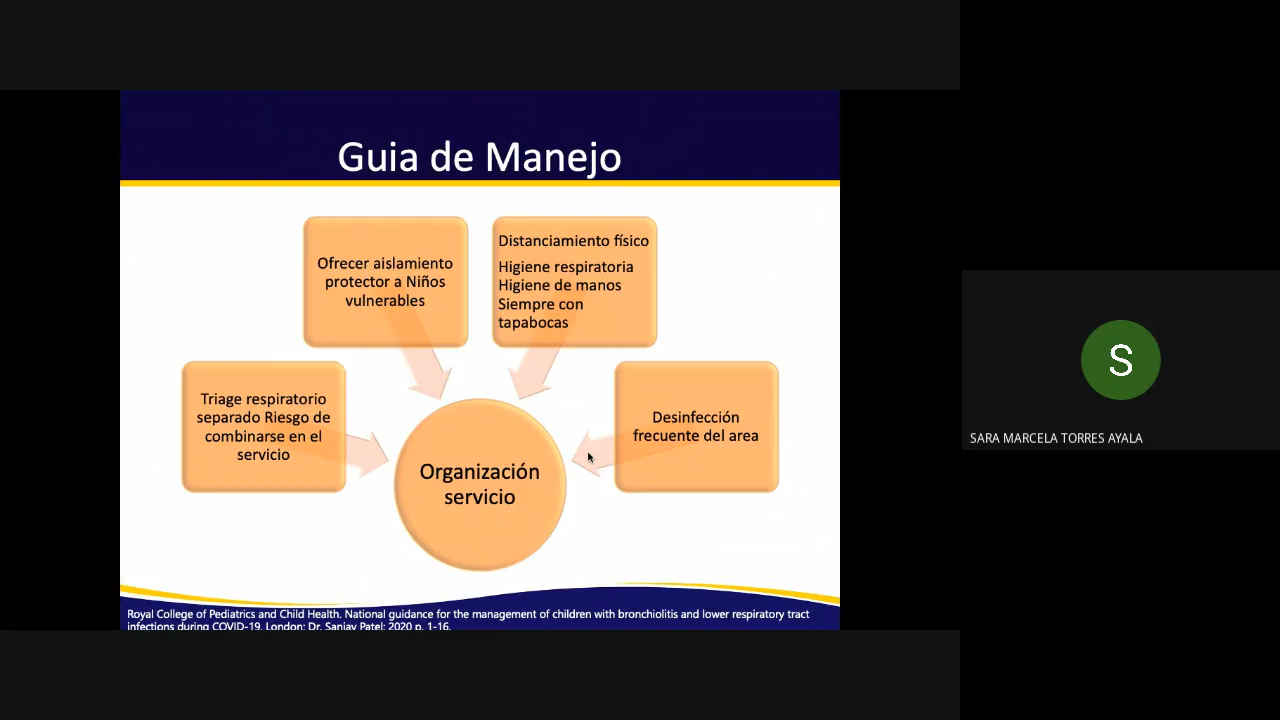 Guia de Manejo
Ofrecer aislamiento
protector a Niños
vulnerables
Distanciamiento físico
Higiene respiratoria
Higiene de manos
Siempre con
tapabocas
Triage respiratorio
separado Riesgo de
combinarse en el
servicio
Desinfección
frecuente del area
Organización
servicio
Royal College of Pediatrics and Child Health. National guidance for the management of children with bronchiolitis and lower respiratory tract
infections during COVID-19. London: Dr. Sanjay Patel; 2020 p. 1-16.
S
SARA MARCELA TORRES AYALA